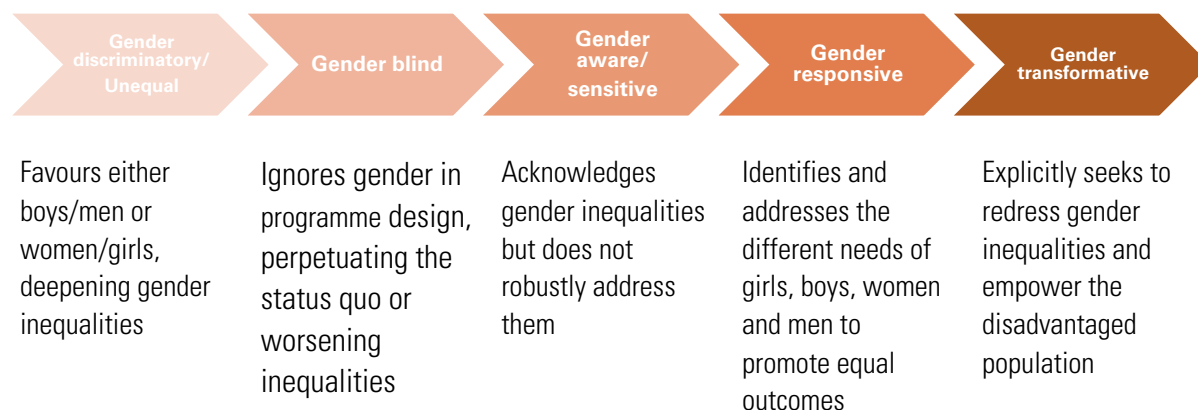 Gender
discriminatory/
Unequal
Gender blind
Gender
aware/
sensitive
Gender
responsive
Gender
transformative
Favours either
boys/men or
women/girls,
deepening gender
inequalities
Ignores gender in
programme design,
perpetuating the
status quo or
worsening
inequalities
Acknowledges
gender inequalities
but does not
robustly address
them
Identifies and
addresses the
different needs of
girls, boys, women
and men to
promote equal
outcomes
Explicitly seeks to
redress gender
inequalities and
empower the
disadvantaged
population